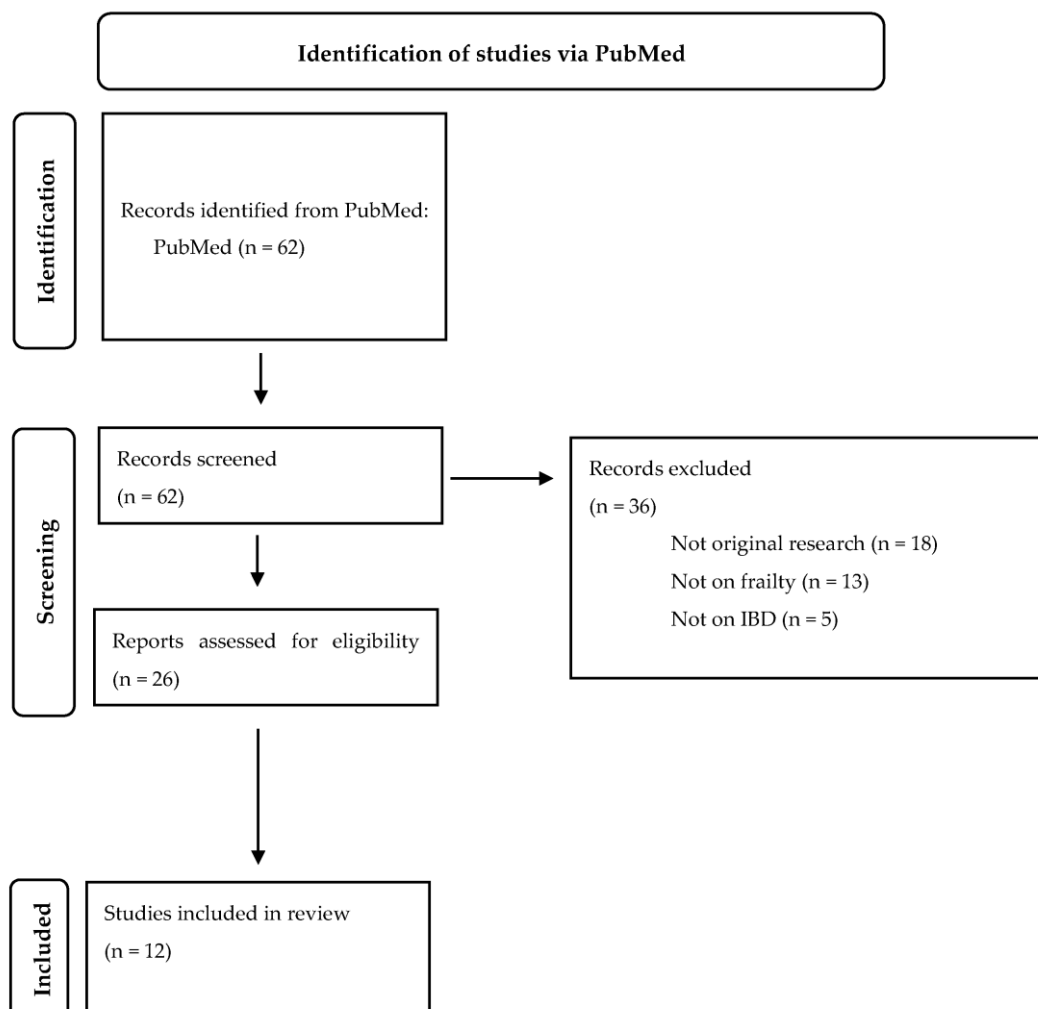 Identification of studies via PubMed
Identification
Records identified from PubMed:
PubMed (n = 62)
Screening
Records screened
(n = 62)
Records excluded
(n = 36)
Not original research (n = 18)
Not on frailty (n = 13)
Not on IBD (n = 5)
Reports assessed for eligibility
(n = 26)
Included
Studies included in review
(n = 12)